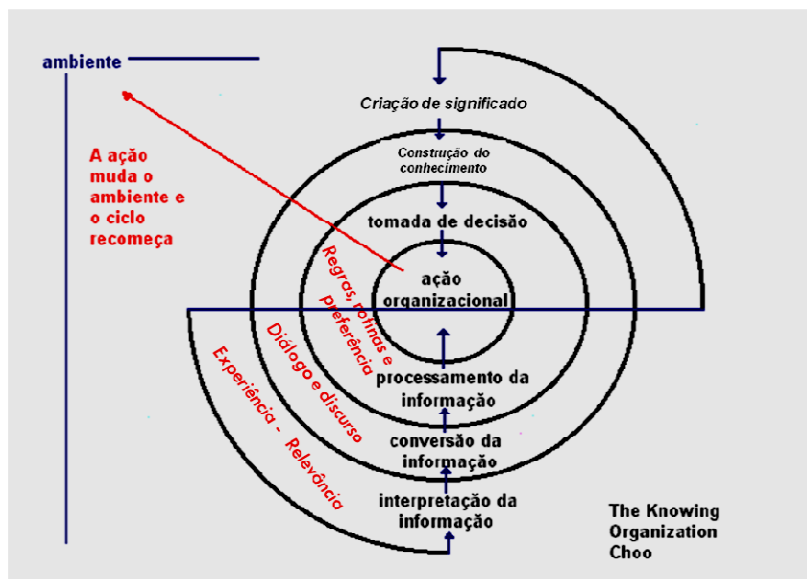 ambiente
A ação
muda o
ambiente e
o ciclo
recomeça
Criação de significado
Construção do
conhecimento
tomada de decisão
ação
organizacional
Regras, rotinas e
preferência
Diálogo e discurso
Experiência - Relevância
processamento da
informação
conversão da
informação
interpretação da
informação
The Knowing
Organization
Choo